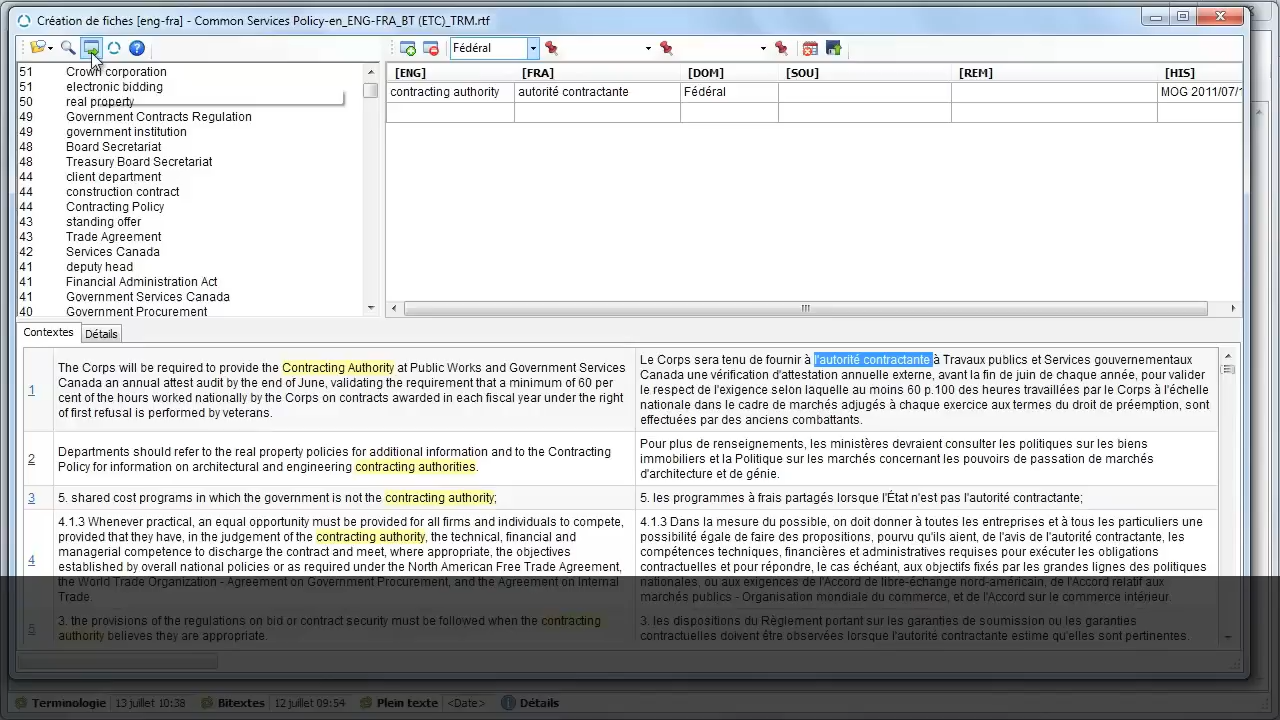 Création de fiches [eng-fra] - Common Services Policy-en_ENG-FRA_BT (ETC)_TRM.rtf
Fédéral
51 Crown corporation
51 electronic bidding
50 real property
49 Government Contracts Regulation
49 government institution
48 Board Secretariat
48 Treasury Board Secretariat
44 client department
44 construction contract
44 Contracting Policy
43 standing offer
43 Trade Agreement
42 Services Canada
41 deputy head
41 Financial Administration Act
41 Government Services Canada
40 Government Procurement
[ENG] [FRA] [DOM] [SOU] [REM] [HIS]
contracting authority autorité contractante Fédéral MOG 2011/07/1
Contextes Détails
1
The Corps will be required to provide the Contracting Authority at Public Works and Government Services
Canada an annual attest audit by the end of June, validating the requirement that a minimum of 60 per
cent of the hours worked nationally by the Corps on contracts awarded in each fiscal year under the right
of first refusal is performed by veterans.
Le Corps sera tenu de fournir à l'autorité contractante à Travaux publics et Services gouvernementaux
Canada une vérification d'attestation annuelle externe, avant la fin de juin de chaque année, pour valider
le respect de l'exigence selon laquelle au moins 60 p.100 des heures travaillées par le Corps à l'échelle
nationale dans le cadre de marchés adjugés à chaque exercice aux termes du droit de préemption, sont
effectuées par des anciens combattants.
2
Departments should refer to the real property policies for additional information and to the Contracting
Policy for information on architectural and engineering contracting authorities.
Pour plus de renseignements, les ministères devraient consulter les politiques sur les biens
immobiliers et la Politique sur les marchés concernant les pouvoirs de passation de marchés
d'architecture et de génie.
3
5. shared cost programs in which the government is not the contracting authority;
5. les programmes à frais partagés lorsque l'État n'est pas l'autorité contractante;
4
4.1.3 Whenever practical, an equal opportunity must be provided for all firms and individuals to compete,
provided that they have, in the judgement of the contracting authority, the technical, financial and
managerial competence to discharge the contract and meet, where appropriate, the objectives
established by overall national policies or as required under the North American Free Trade Agreement,
the World Trade Organization - Agreement on Government Procurement, and the Agreement on Internal
Trade.
4.1.3 Dans la mesure du possible, on doit donner à toutes les entreprises et à tous les particuliers une
possibilité égale de faire des propositions, pourvu qu'ils aient, de l'avis de l'autorité contractante, les
compétences techniques, financières et administratives requises pour exécuter les obligations
contractuelles et pour répondre, le cas échéant, aux objectifs fixés par les grandes lignes des politiques
nationales, ou aux exigences de l'Accord de libre-échange nord-américain, de l'Accord relatif aux
marchés publics - Organisation mondiale du commerce, et de l'Accord sur le commerce intérieur.
5
3. the provisions of the regulations on bid or contract security must be followed when the contracting
authority believes they are appropriate.
3. les dispositions du Règlement portant sur les garanties de soumission ou les garanties
contractuelles doivent être observées lorsque l'autorité contractante estime qu'elles sont pertinentes.
Terminologie 13 juillet 10:38 Bitextes 12 juillet 09:54 Plein texte <Date> Détails